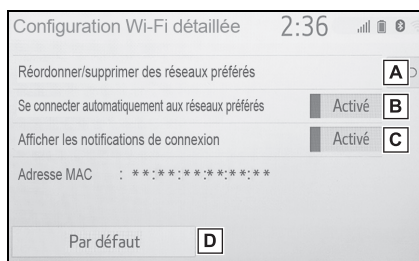 Configuration Wi-Fi détaillée 2:36
Réordonner/supprimer des réseaux préférés A
Se connecter automatiquement aux réseaux préférés Activé B
Afficher les notifications de connexion Activé C
Adresse MAC : **:**:**:**:**:**
Par défaut D